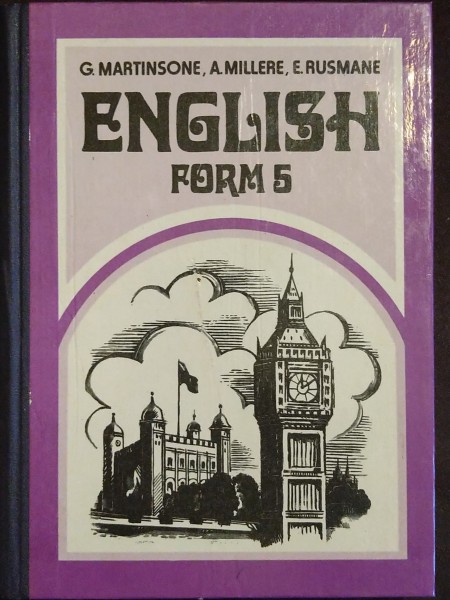 G. MARTINSONE, A. MILLERE, E. RUSMANE
ENGLISH
FORM 5